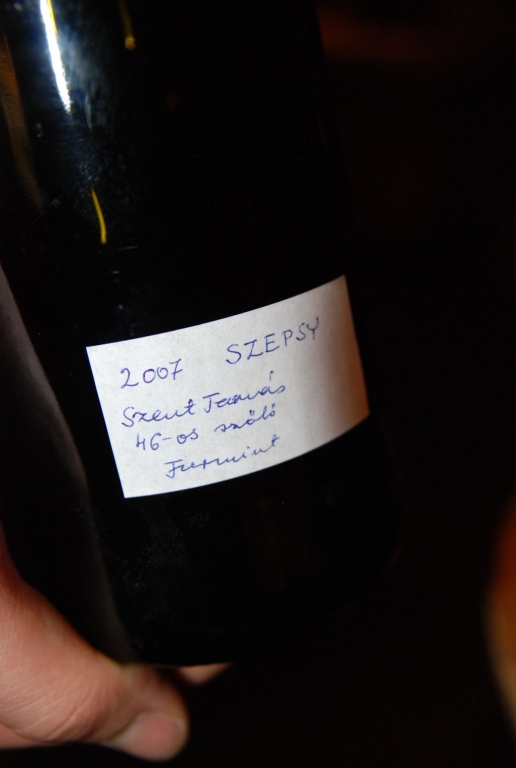 2007 SZEPSY
Szent Tamás
46-os szőlő
Furmint